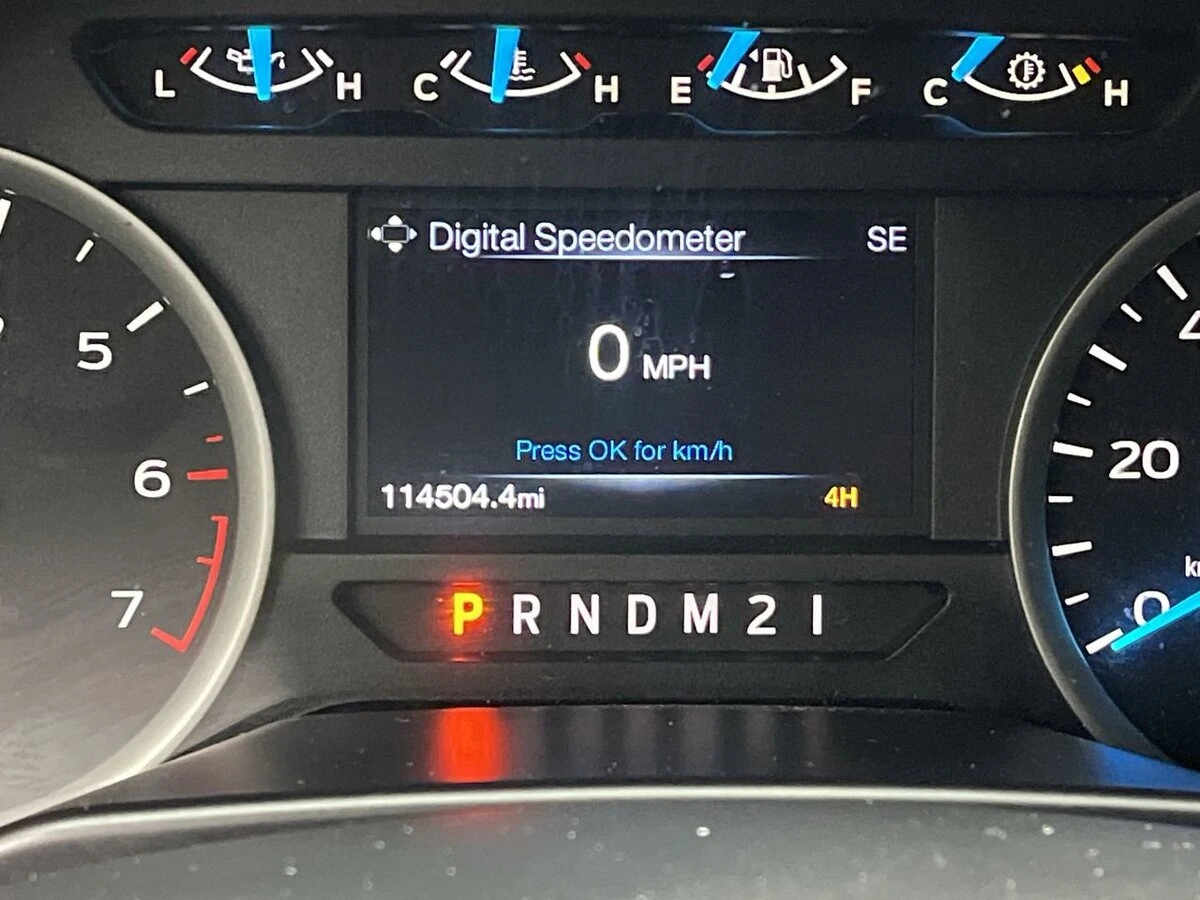 L H C H E F C H
Digital Speedometer SE
0 MPH
Press OK for km/h
114504.4mi 4H
P R N D M 2 1
5
6
7
20
0